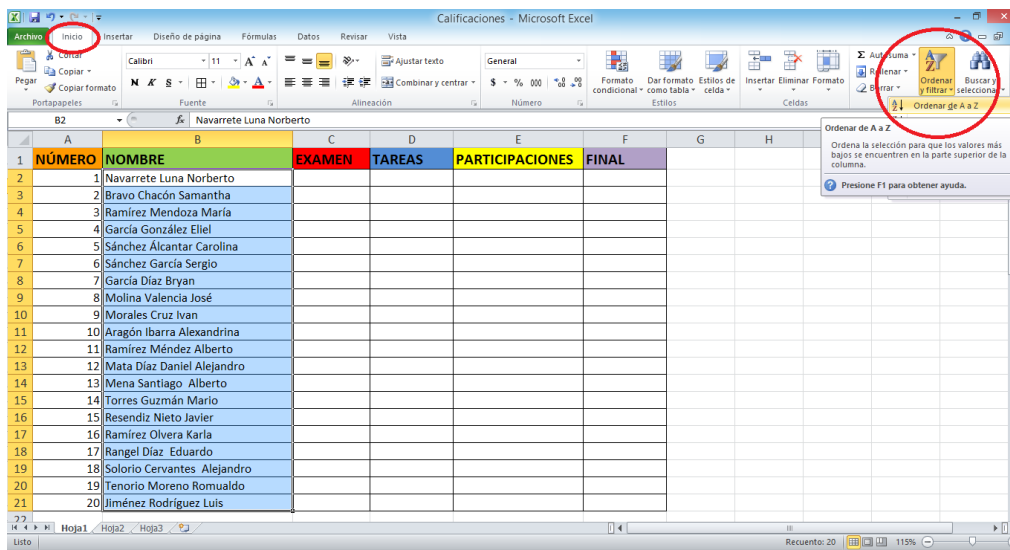 Calificaciones - Microsoft Excel
Archivo Inicio Insertar Diseño de página Fórmulas Datos Revisar Vista
Pegar Cortar Copiar Copiar formato Portapapeles
Calibri 11 A A N K S A Fuente
Ajustar texto Combinar y centrar Alineación
General $ % 000 Número
Formato condicional Dar formato como tabla Estilos de celda Estilos
Insertar Eliminar Formato Celdas
Σ Autosuma Rellenar Borrar Ordenar y filtrar Buscar y seleccionar
Ordenar de A a Z
B2 fx Navarrete Luna Norberto
Ordenar de A a Z
Ordena la selección para que los valores más
bajos se encuentren en la parte superior de la
columna.
Presione F1 para obtener ayuda.
A B C D E F G H
1 NÚMERO NOMBRE EXAMEN TAREAS PARTICIPACIONES FINAL
2 1 Navarrete Luna Norberto
3 2 Bravo Chacón Samantha
4 3 Ramírez Mendoza María
5 4 García González Eliel
6 5 Sánchez Álcantar Carolina
7 6 Sánchez García Sergio
8 7 García Díaz Bryan
9 8 Molina Valencia José
10 9 Morales Cruz Ivan
11 10 Aragón Ibarra Alexandrina
12 11 Ramírez Méndez Alberto
13 12 Mata Díaz Daniel Alejandro
14 13 Mena Santiago Alberto
15 14 Torres Guzmán Mario
16 15 Resendiz Nieto Javier
17 16 Ramírez Olvera Karla
18 17 Rangel Díaz Eduardo
19 18 Solorio Cervantes Alejandro
20 19 Tenorio Moreno Romualdo
21 20 Jiménez Rodríguez Luis
22
Hoja1 Hoja2 Hoja3
Listo Recuento: 20 115%